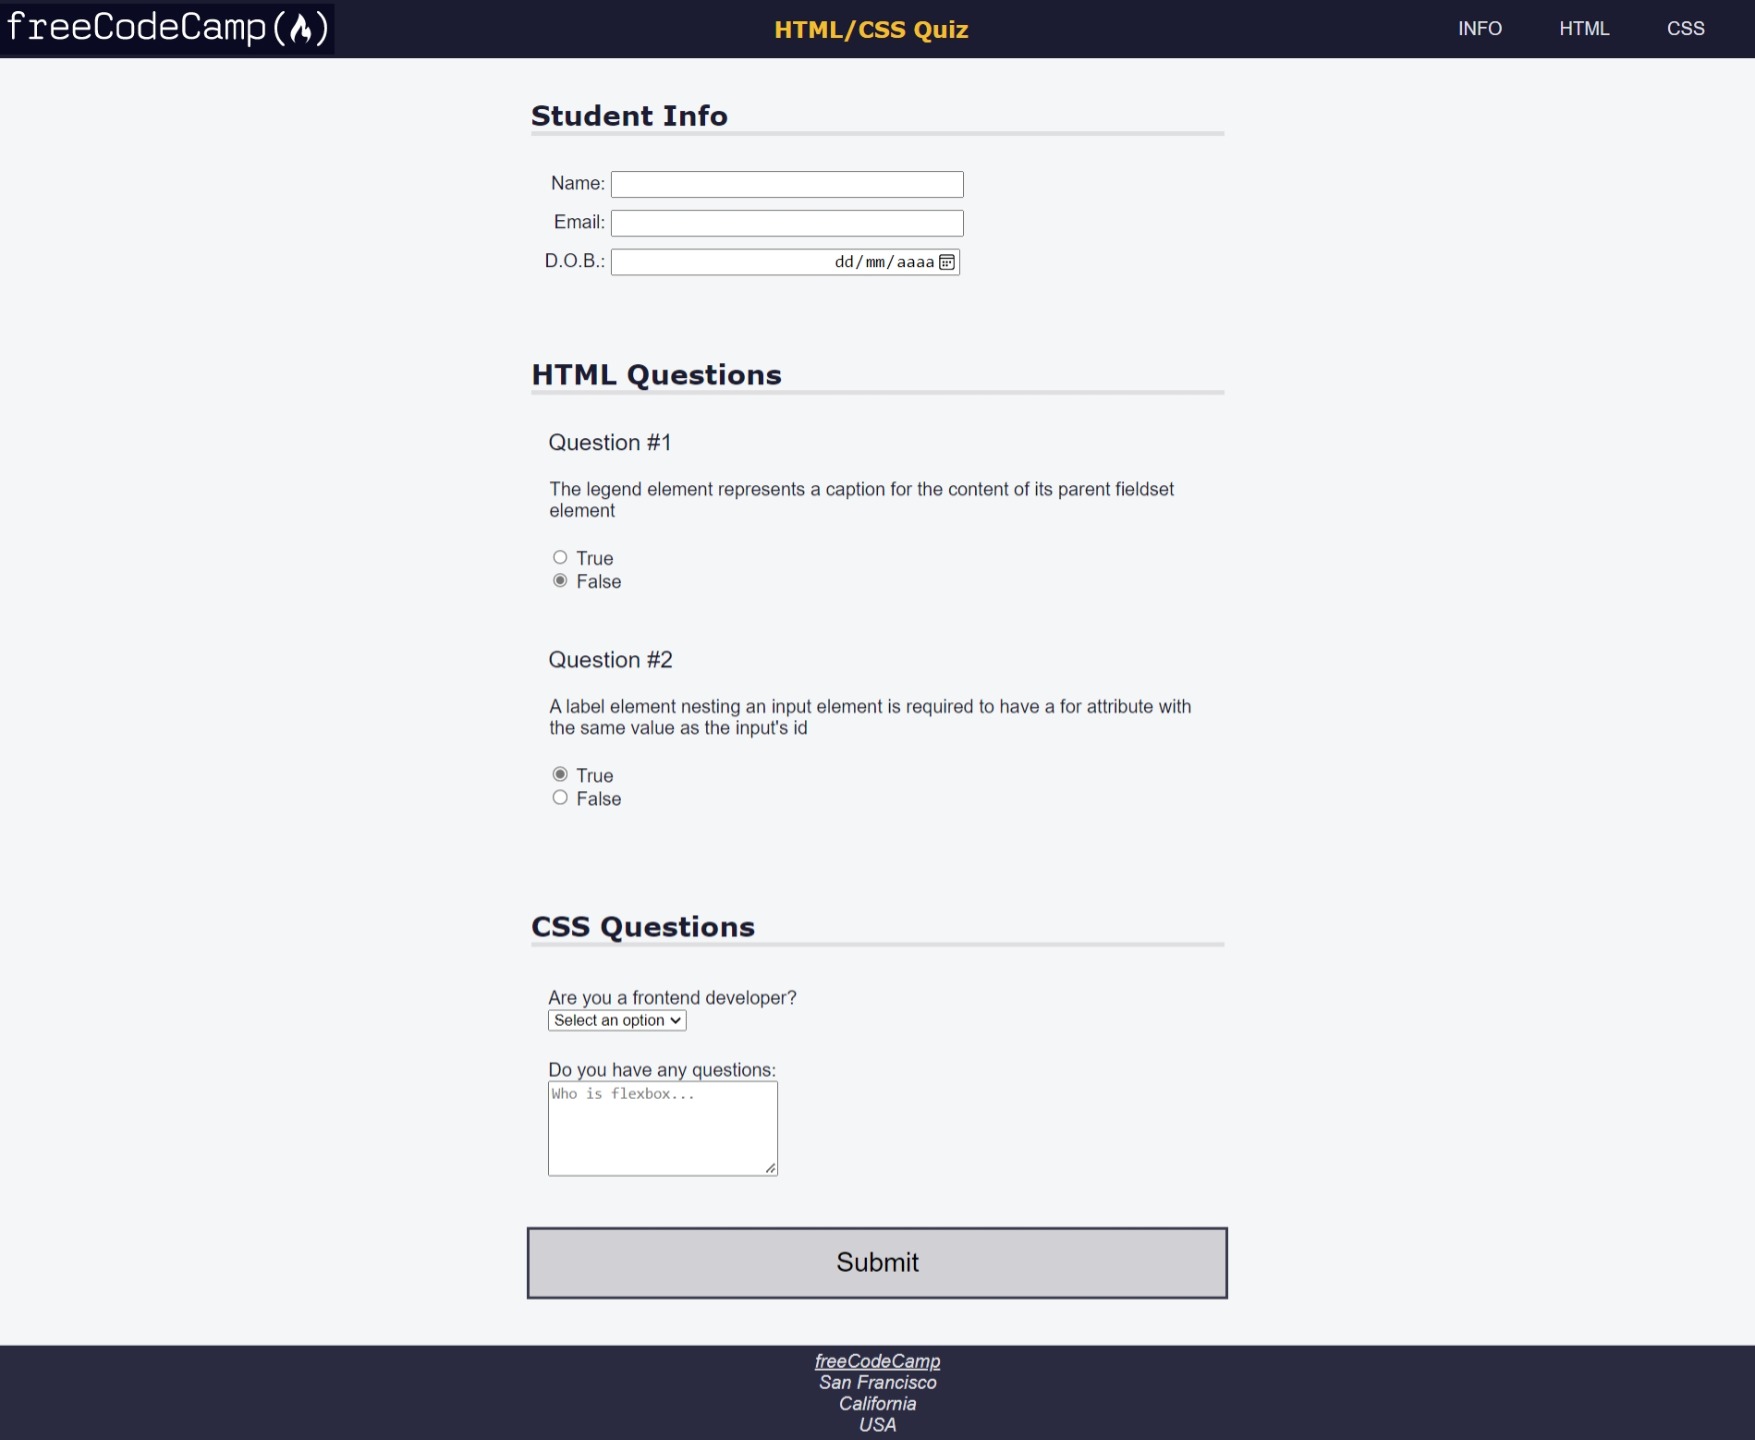 freeCodeCamp
HTML/CSS Quiz
INFO
HTML
CSS
Student Info
Name:
Email:
D.O.B.: dd/mm/aaaa
HTML Questions
Question #1
The legend element represents a caption for the content of its parent fieldset
element
True
False
Question #2
A label element nesting an input element is required to have a for attribute with
the same value as the input's id
True
False
CSS Questions
Are you a frontend developer?
Select an option
Do you have any questions:
Who is flexbox...
Submit
freeCodeCamp
San Francisco
California
USA